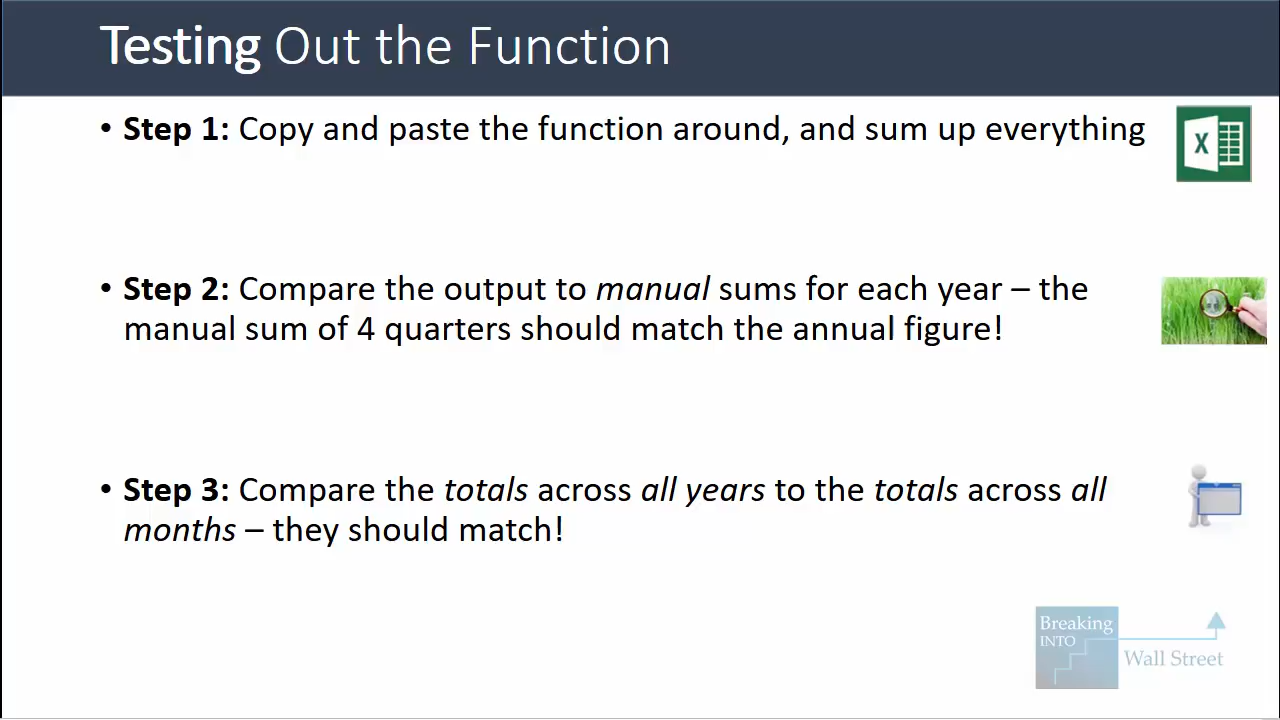 Testing Out the Function
• Step 1: Copy and paste the function around, and sum up everything
• Step 2: Compare the output to manual sums for each year – the
manual sum of 4 quarters should match the annual figure!
• Step 3: Compare the totals across all years to the totals across all
months – they should match!
X
Breaking
INTO
Wall Street